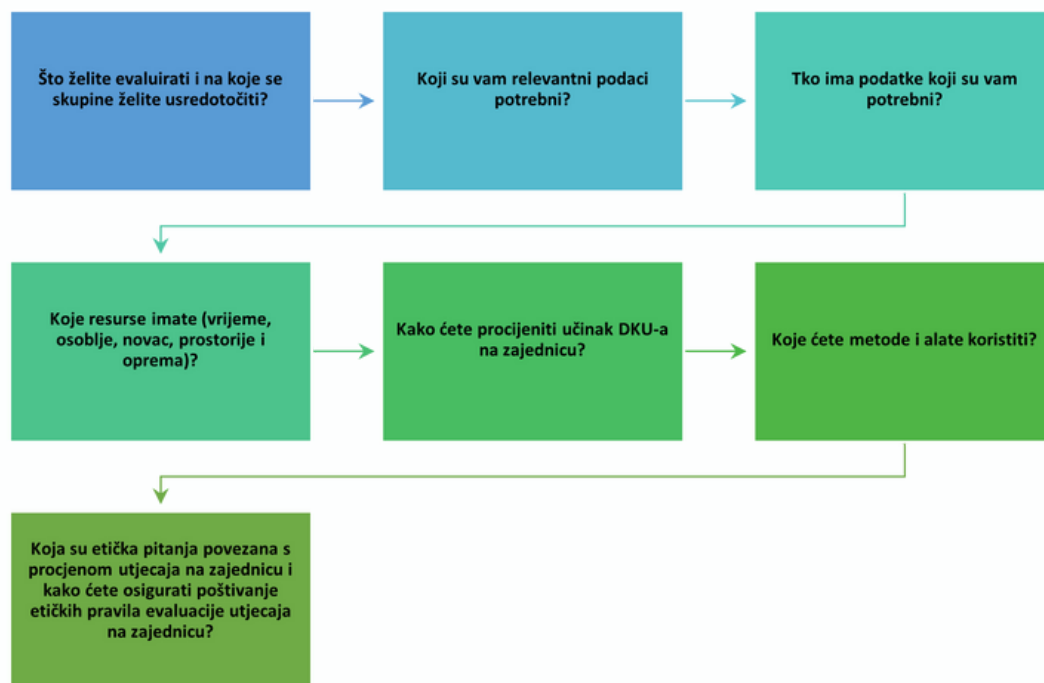 Što želite evaluirati i na koje se
skupine želite usredotočiti?
Koji su vam relevantni podaci
potrebni?
Tko ima podatke koji su vam
potrebni?
Koje resurse imate (vrijeme,
osoblje, novac, prostorije i
oprema)?
Kako ćete procijeniti učinak DKU-a
na zajednicu?
Koje ćete metode i alate koristiti?
Koja su etička pitanja povezana s
procjenom utjecaja na zajednicu i
kako ćete osigurati poštivanje
etičkih pravila evaluacije utjecaja
na zajednicu?